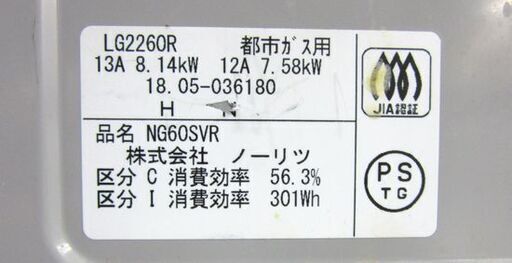 LG2260R 都市ガス用
13A 8.14kW 12A 7.58kW
18.05-036180
H N
JIA認証
品名 NG60SVR
株式会社 ノーリツ
区分 C 消費効率 56.3%
区分 I 消費効率 301Wh
PS
TG